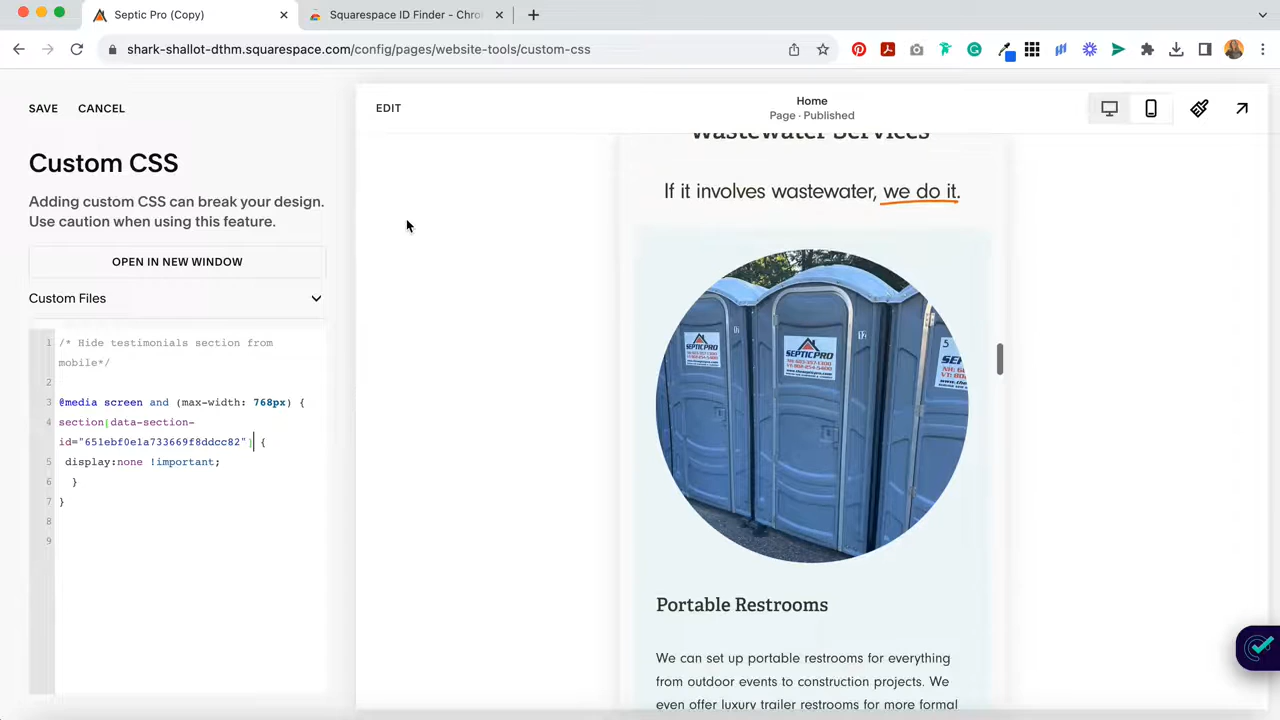 Septic Pro (Copy)
Squarespace ID Finder - Chro
shark-shallot-dthm.squarespace.com/config/pages/website-tools/custom-css
SAVE CANCEL
EDIT
Home
Page · Published
Custom CSS
Adding custom CSS can break your design.
Use caution when using this feature.
OPEN IN NEW WINDOW
Custom Files
1 /* Hide testimonials section from
mobile*/
2
3 @media screen and (max-width: 768px) {
4 section[data-section-
id="651ebf0e1a733669f8ddcc82"] {
5 display:none !important;
6 }
7 }
8
9
Wastewater Services
If it involves wastewater, we do it.
SEPTICPRO
SEPTICPRO
5
Portable Restrooms
We can set up portable restrooms for everything
from outdoor events to construction projects. We
even offer luxury trailer restrooms for more formal